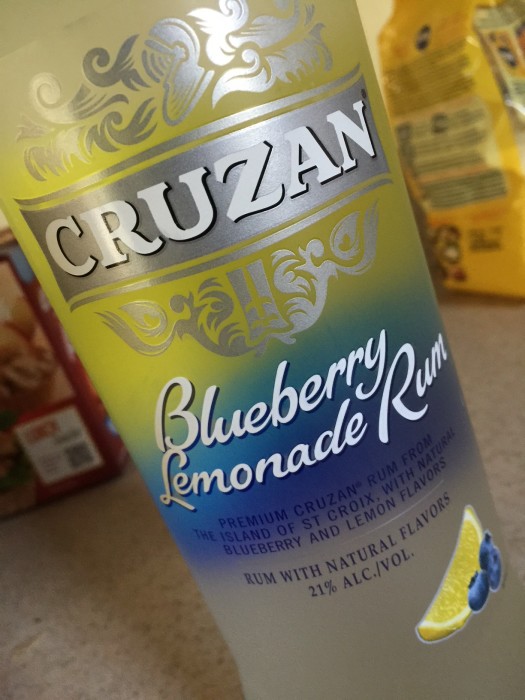 CRUZAN
Blueberry
Lemonade Rum
PREMIUM CRUZAN® RUM FROM
THE ISLAND OF ST CROIX, WITH NATURAL
BLUEBERRY AND LEMON FLAVORS
RUM WITH NATURAL FLAVORS
21% ALC./VOL.